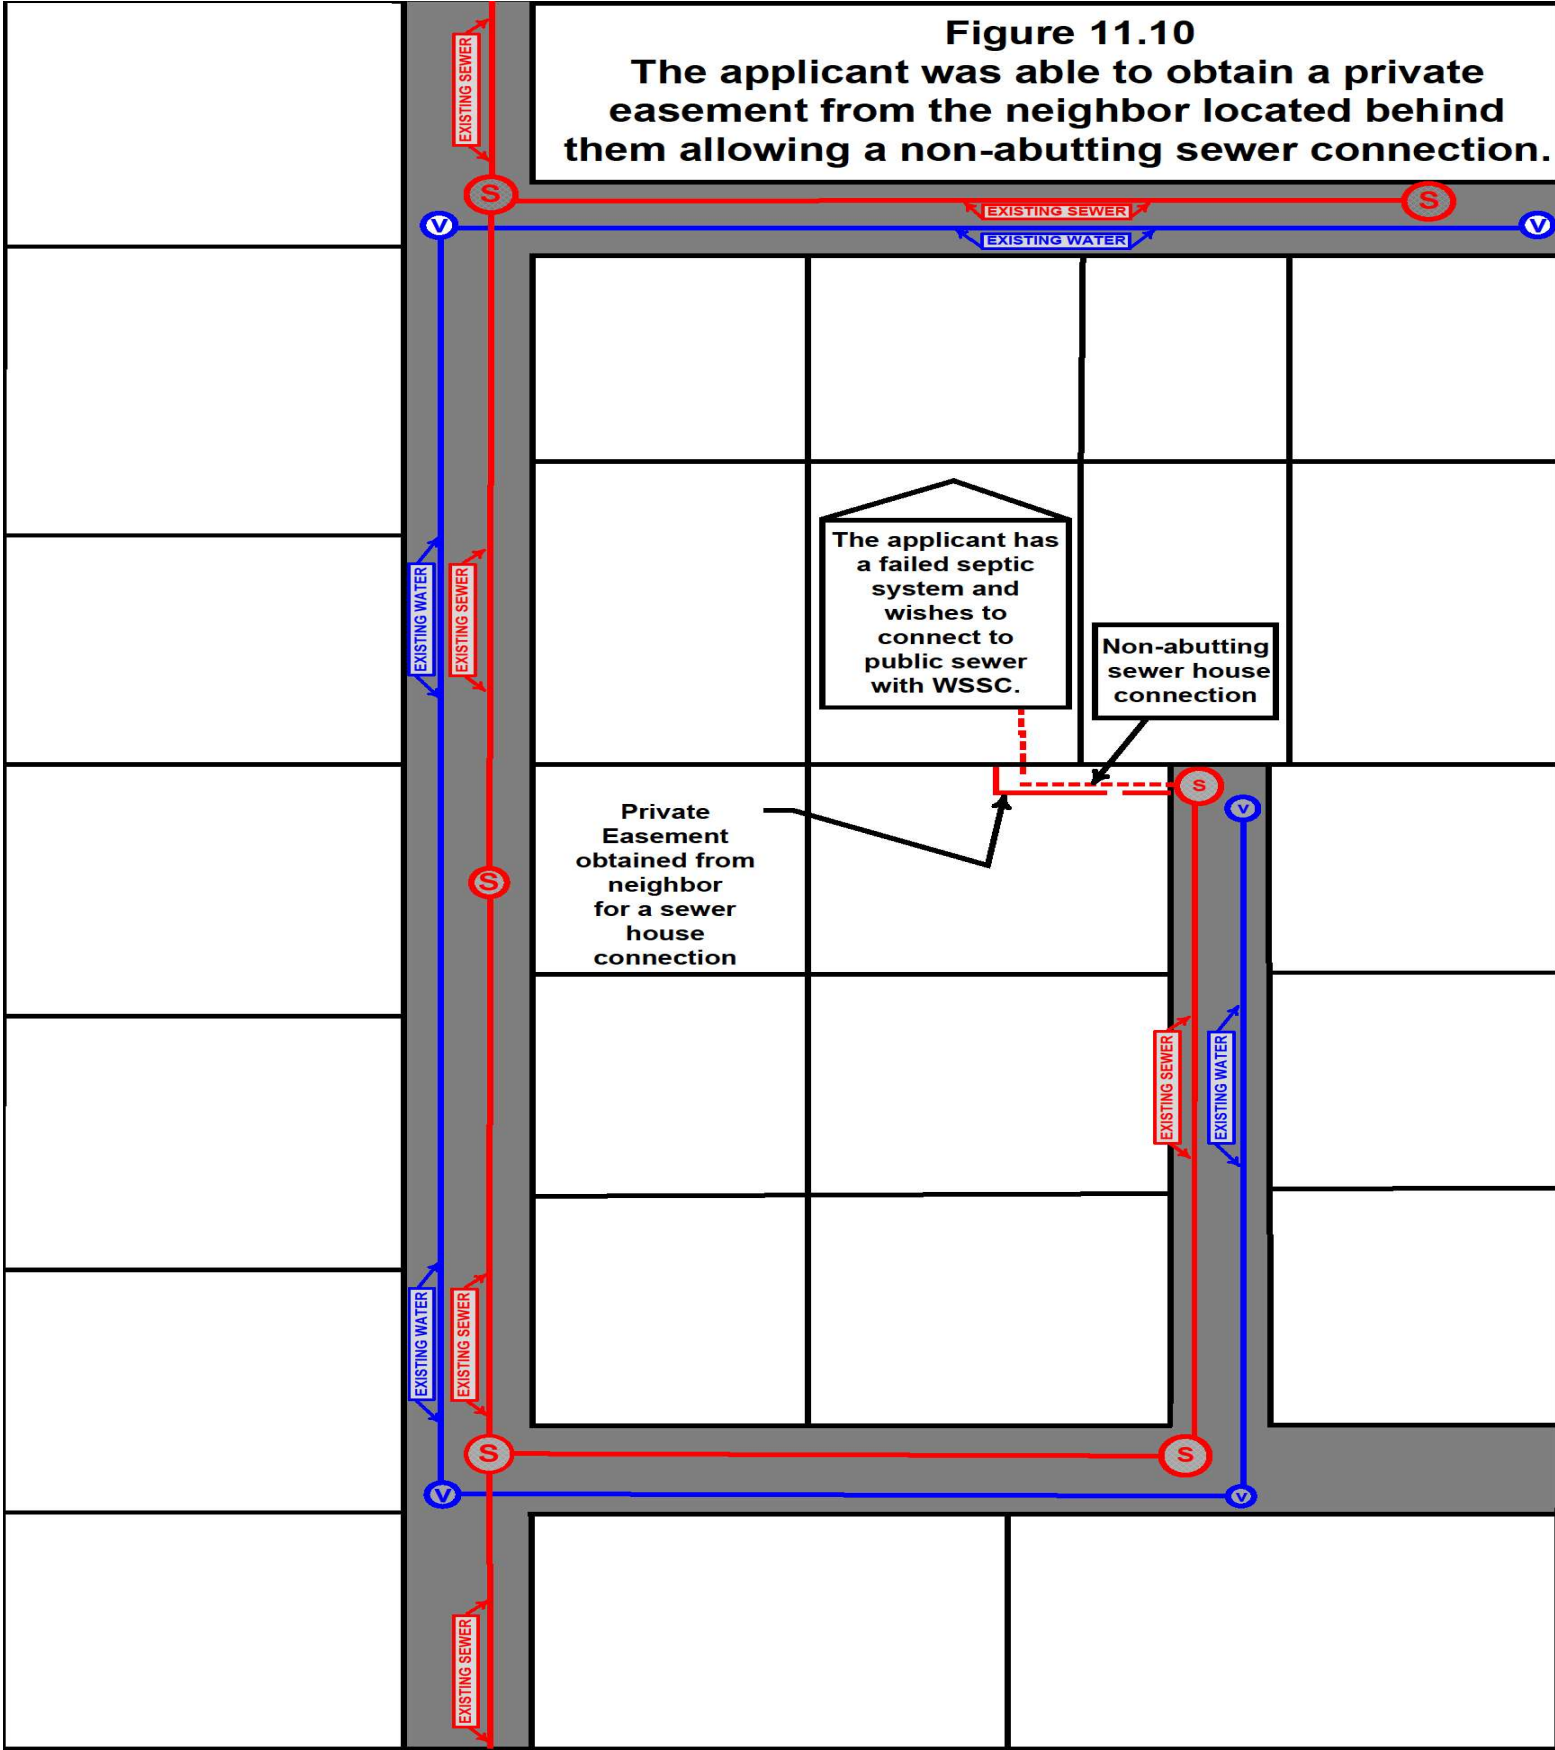 Figure 11.10
The applicant was able to obtain a private
easement from the neighbor located behind
them allowing a non-abutting sewer connection.
EXISTING SEWER
S
S
EXISTING SEWER
V
V
EXISTING WATER
The applicant has
a failed septic
system and
wishes to
connect to
public sewer
with WSSC.
EXISTING WATER
EXISTING SEWER
Non-abutting
sewer house
connection
S
V
Private
Easement
obtained from
neighbor
for a sewer
house
connection
S
EXISTING SEWER
EXISTING WATER
EXISTING WATER
EXISTING SEWER
S
S
V
V
EXISTING SEWER